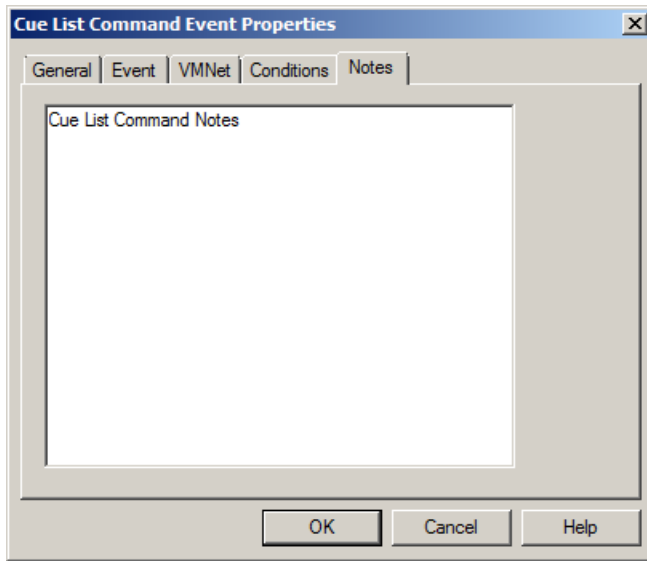 Cue List Command Event Properties
General Event VMNet Conditions Notes
Cue List Command Notes
OK Cancel Help